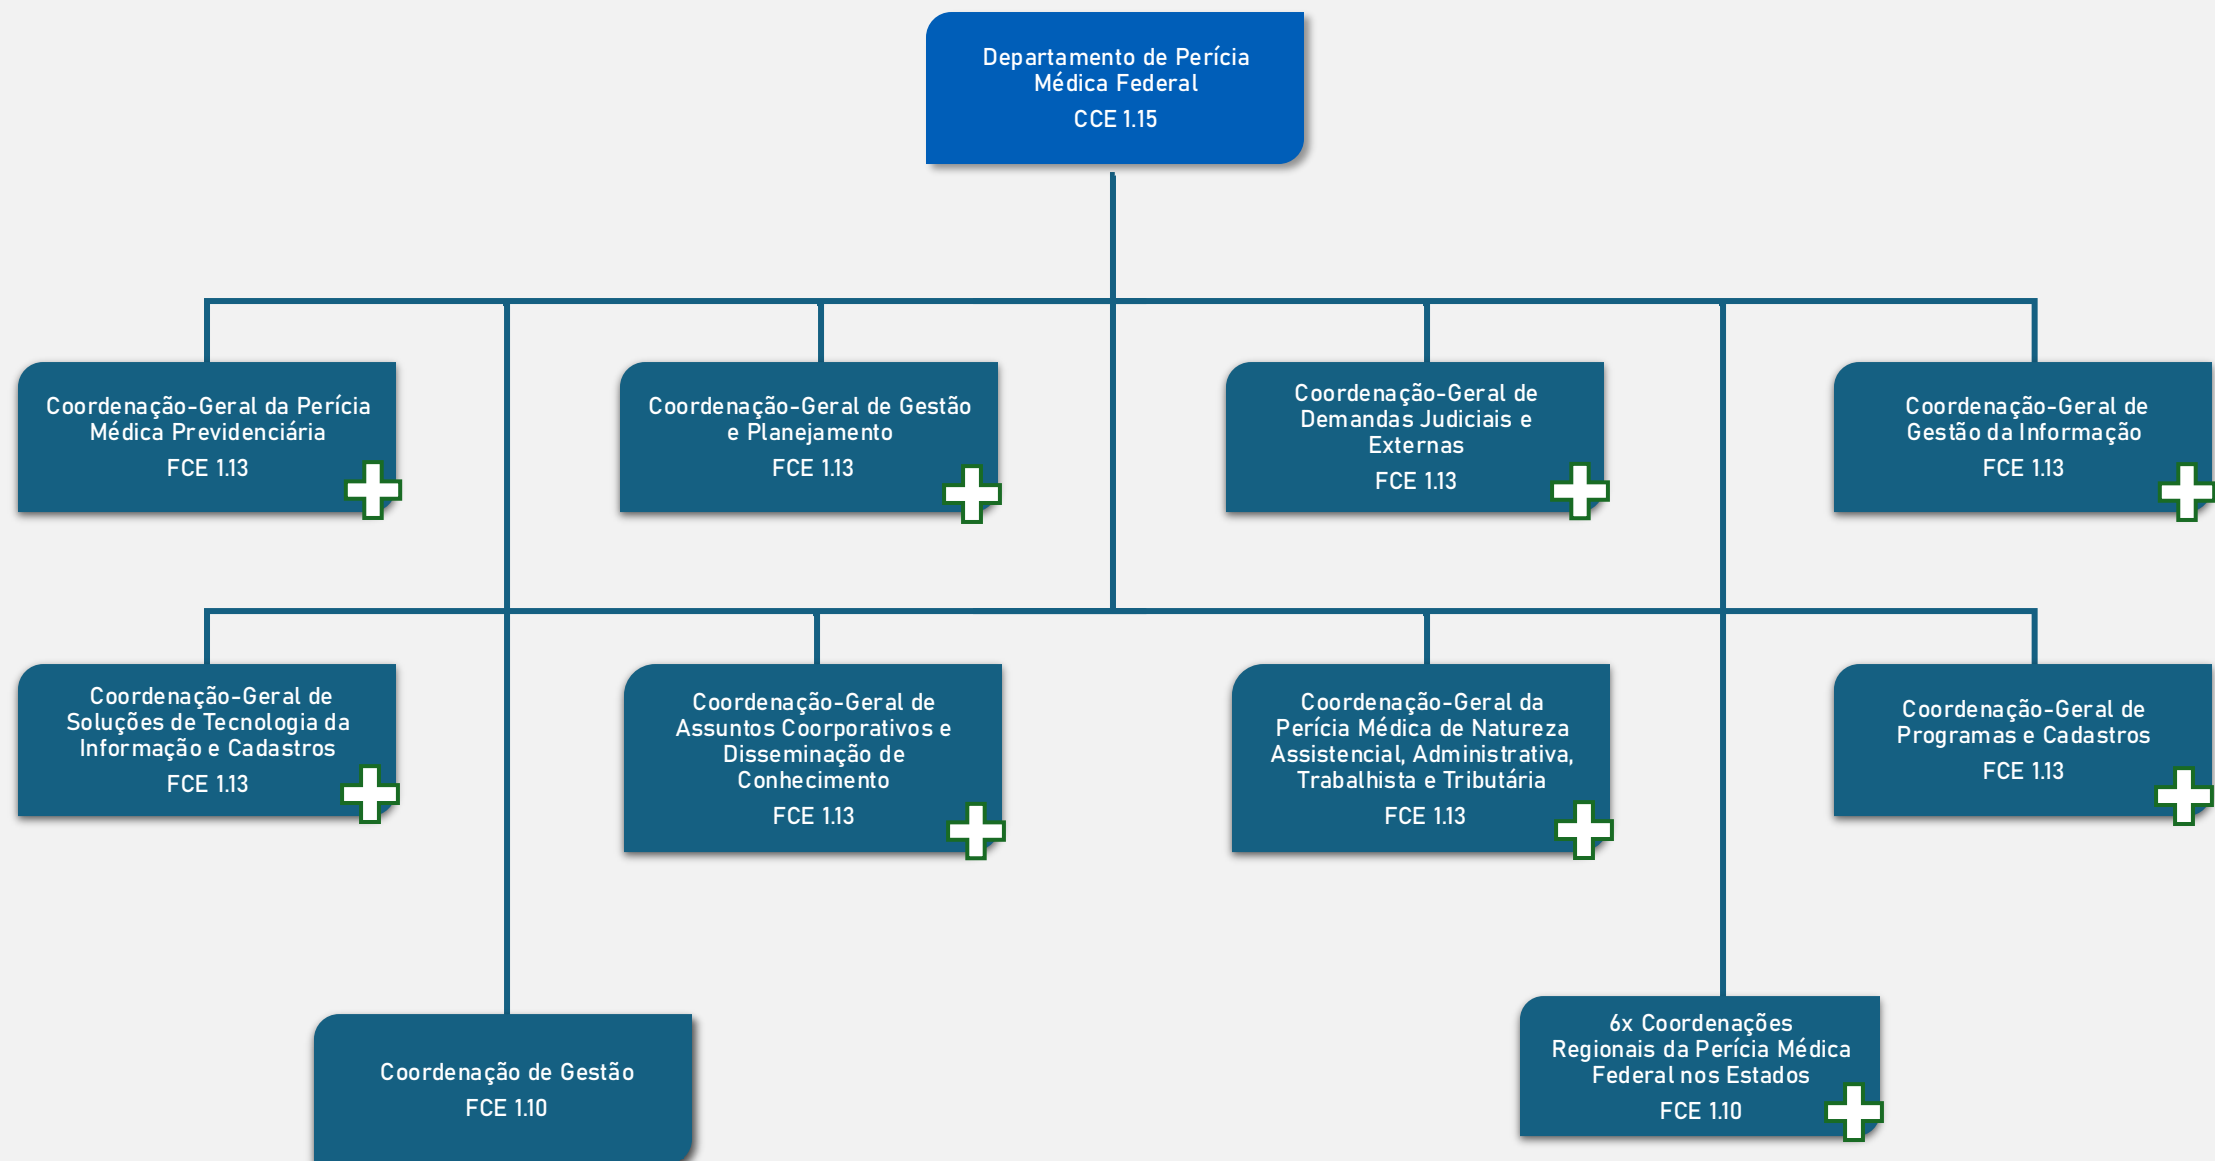 Departamento de Perícia
Médica Federal
CCE 1.15
Coordenação-Geral da Perícia
Médica Previdenciária
FCE 1.13
Coordenação-Geral de Gestão
e Planejamento
FCE 1.13
Coordenação-Geral de
Demandas Judiciais e
Externas
FCE 1.13
Coordenação-Geral de
Gestão da Informação
FCE 1.13
Coordenação-Geral de
Soluções de Tecnologia da
Informação e Cadastros
FCE 1.13
Coordenação-Geral de
Assuntos Coorporativos e
Disseminação de
Conhecimento
FCE 1.13
Coordenação-Geral da
Perícia Médica de Natureza
Assistencial, Administrativa,
Trabalhista e Tributária
FCE 1.13
Coordenação-Geral de
Programas e Cadastros
FCE 1.13
Coordenação de Gestão
FCE 1.10
6x Coordenações
Regionais da Perícia Médica
Federal nos Estados
FCE 1.10